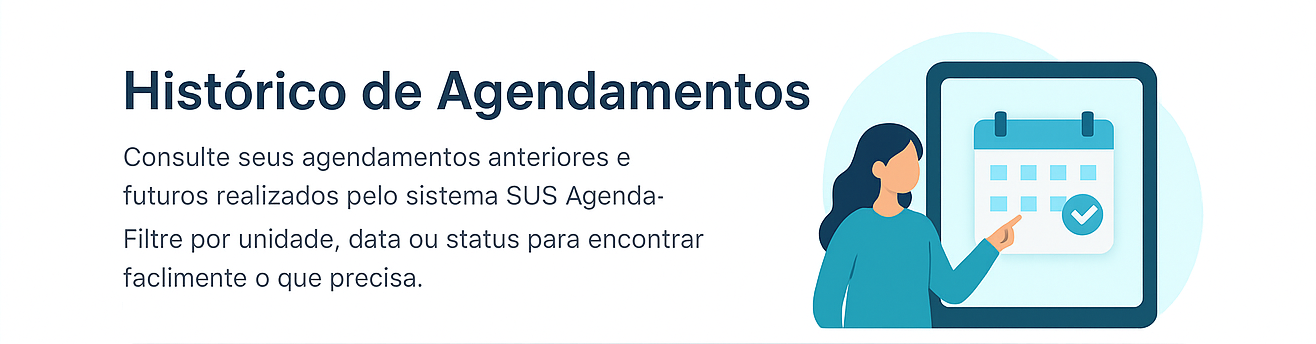 Histórico de Agendamentos
Consulte seus agendamentos anteriores e
futuros realizados pelo sistema SUS Agenda-
Filtre por unidade, data ou status para encontrar
faclimente o que precisa.